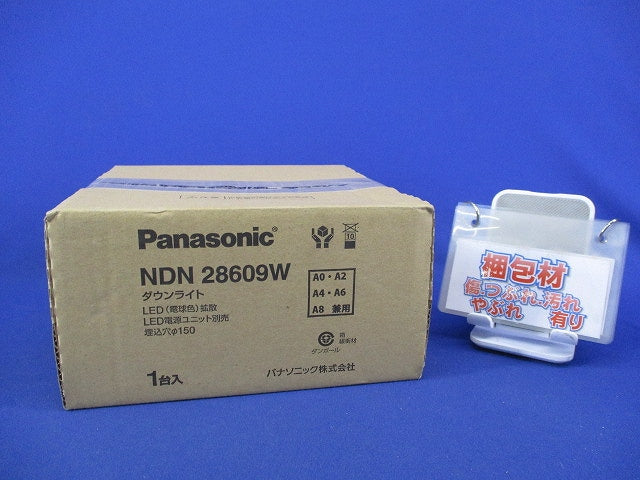 Panasonic
NDN 28609W
ダウンライト
LED（電球色）拡散
LED電源ユニット別売
埋込穴φ150
1台入
10
A0・A2
A4・A6
A8 兼用
ダンボール
パナソニック株式会社
梱包材
傷、つぶれ、汚れ
やぶれ 有り